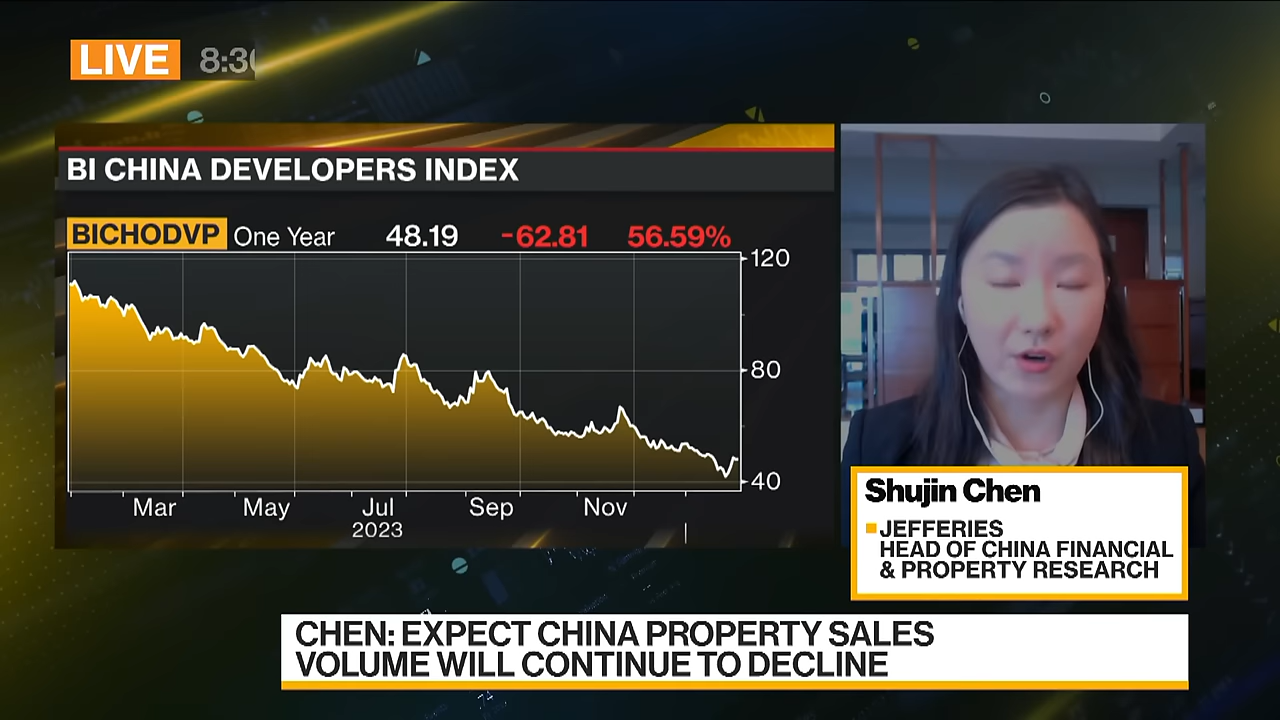 LIVE 8:30
BI CHINA DEVELOPERS INDEX
BICHODVP One Year 48.19 -62.81 56.59%
120
80
40
Mar May Jul Sep Nov
2023
Shujin Chen
JEFFERIES
HEAD OF CHINA FINANCIAL
& PROPERTY RESEARCH
CHEN: EXPECT CHINA PROPERTY SALES
VOLUME WILL CONTINUE TO DECLINE